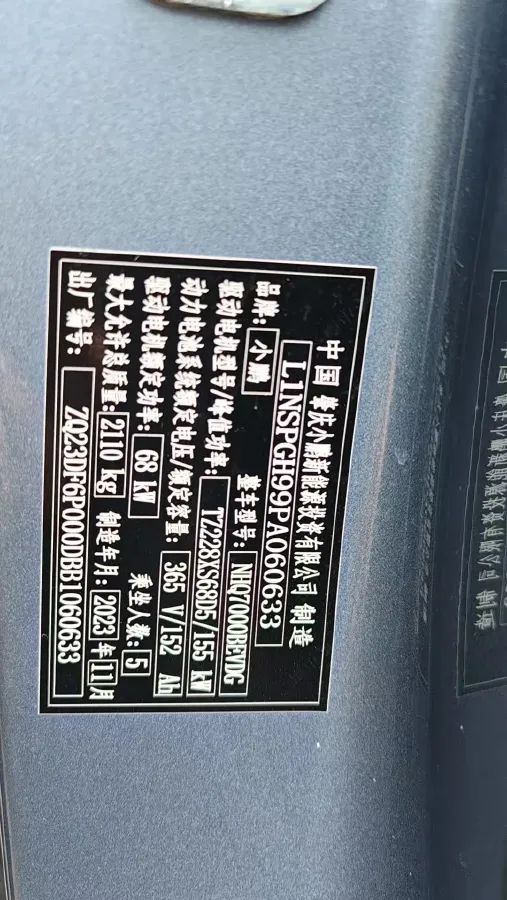 中国 肇庆小鹏新能源投资有限公司 制造
L1NSPGH99PA060633
品牌: 小鹏 整车型号: NHQ7000BEVDG
驱动电机型号/峰值功率: TZ228XS68D5/155 kW
动力电池系统额定电压/额定容量: 365 V/152 Ah
驱动电机额定功率: 68 kW 乘坐人数: 5
最大允许总质量: 2110 kg 制造年月: 2023 年 11 月
出厂编号: ZQ23DF6P000DBB1060633